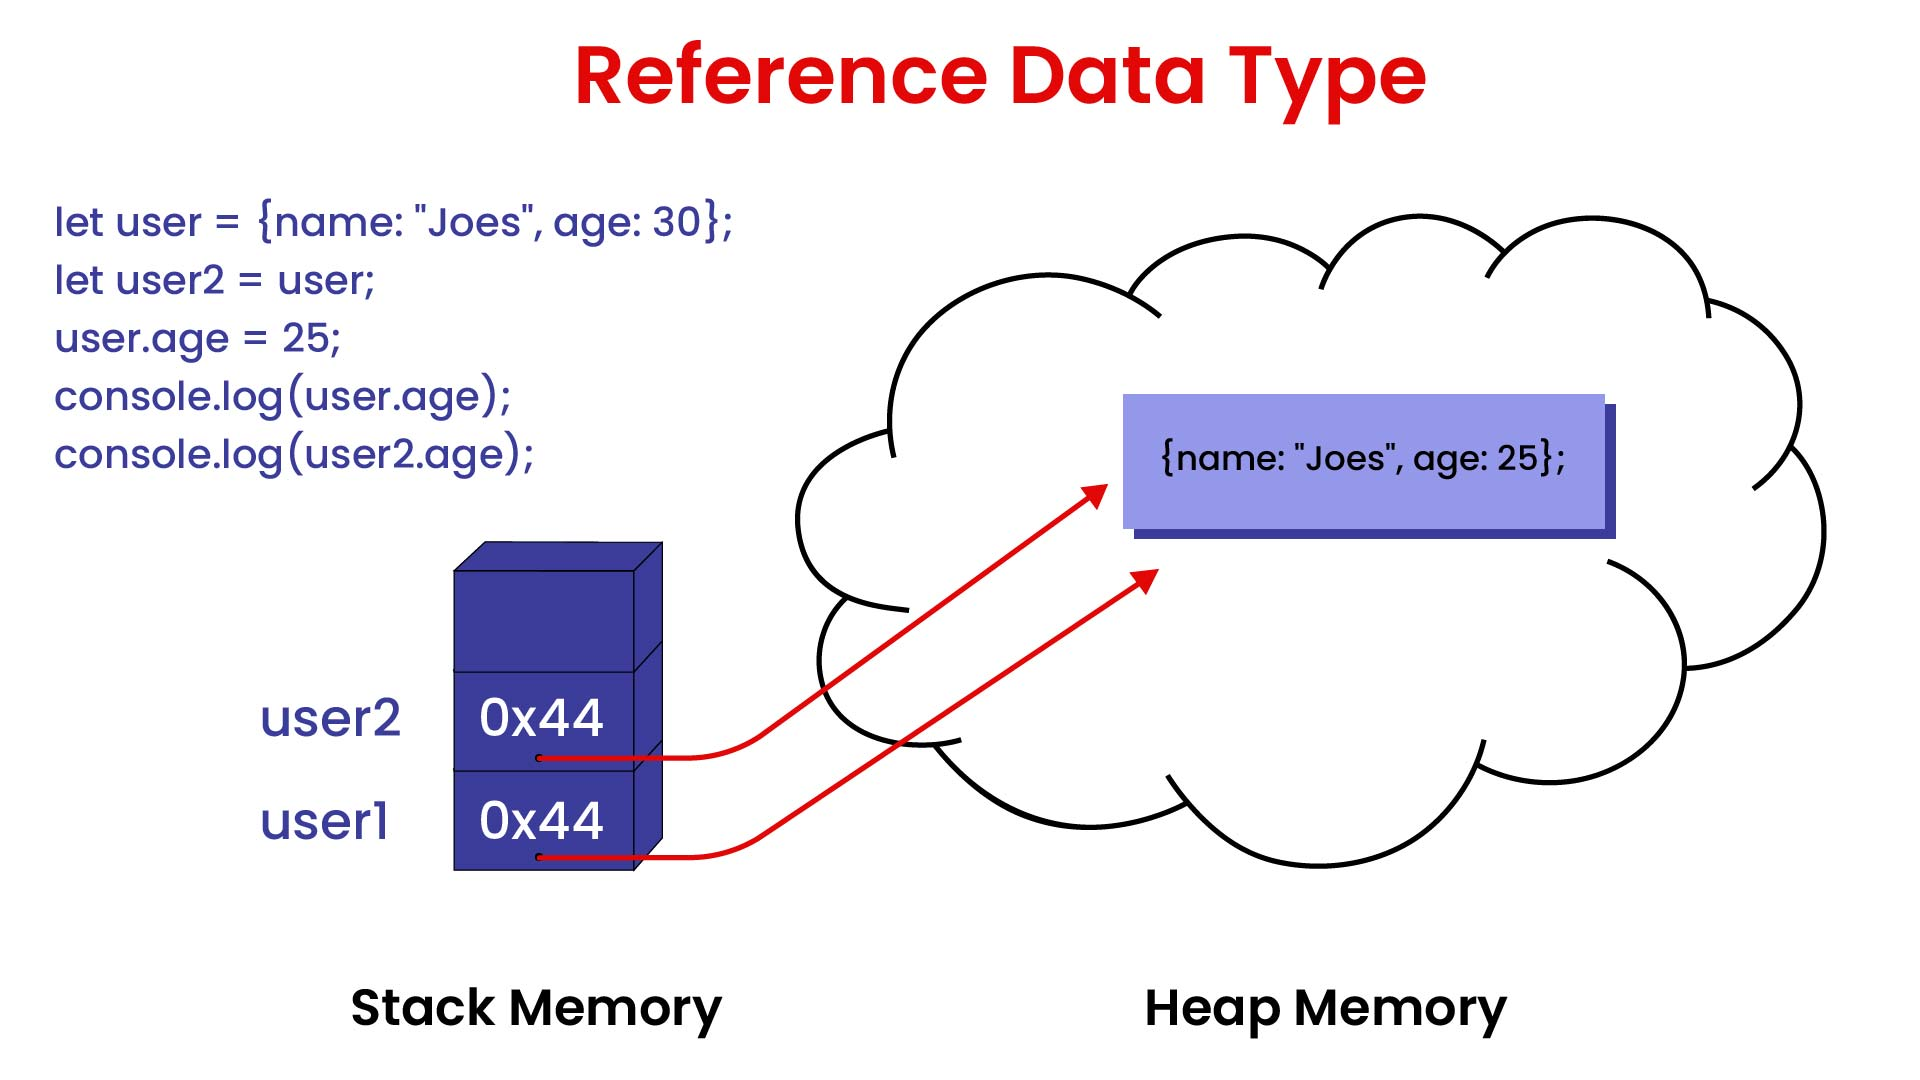 Reference Data Type
let user = {name: "Joes", age: 30};
let user2 = user;
user.age = 25;
console.log(user.age);
console.log(user2.age);
{name: "Joes", age: 25};
user2 0x44
user1 0x44
Stack Memory
Heap Memory